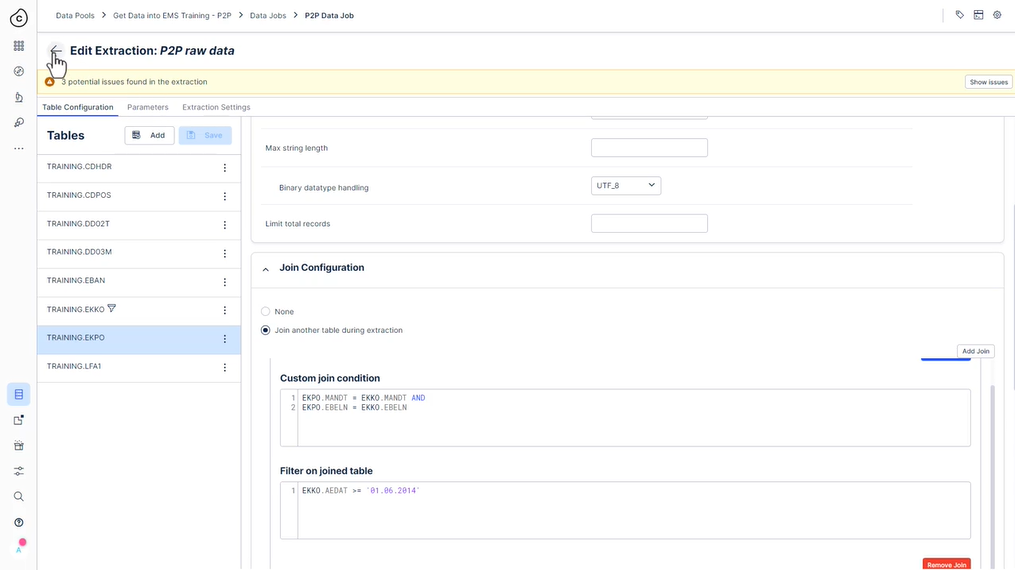 Data Pools > Get Data into EMS Training - P2P > Data Jobs > P2P Data Job
Edit Extraction: P2P raw data
3 potential issues found in the extraction
Show issues
Table Configuration
Parameters
Extraction Settings
Tables
Add
Save
TRAINING.CDHDR
TRAINING.CDPOS
TRAINING.DD02T
TRAINING.DD03M
TRAINING.EBAN
TRAINING.EKKO
TRAINING.EKPO
TRAINING.LFA1
Max string length
Binary datatype handling
UTF_8
Limit total records
Join Configuration
None
Join another table during extraction
Add Join
Custom join condition
1 EKPO.MANDT = EKKO.MANDT AND
2 EKPO.EBELN = EKKO.EBELN
Filter on joined table
1 EKKO.AEDAT >= '01.06.2014'
Remove Join
A